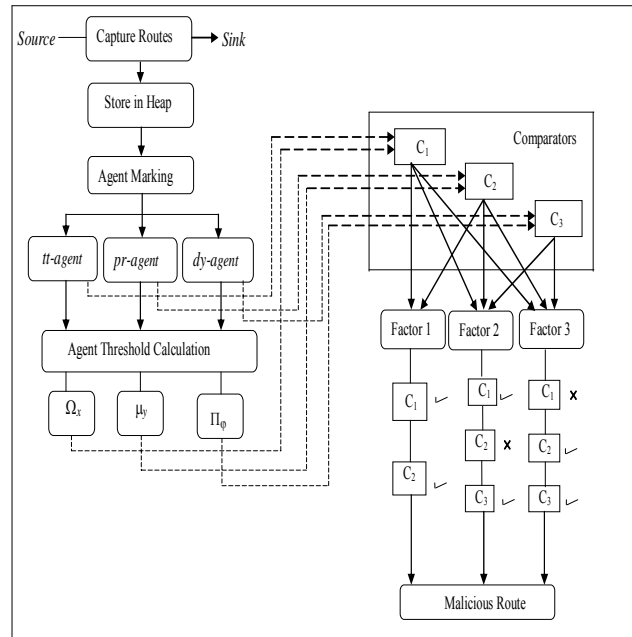 Source
Capture Routes
Sink
Store in Heap
Agent Marking
tt-agent
pr-agent
dy-agent
Agent Threshold Calculation
Ωx
μy
Πφ
Comparators
C1
C2
C3
Factor 1
Factor 2
Factor 3
C1 ✓
C1 ✓
C1 ×
C2 ✓
C2 ×
C2 ✓
C3 ✓
C3 ✓
Malicious Route